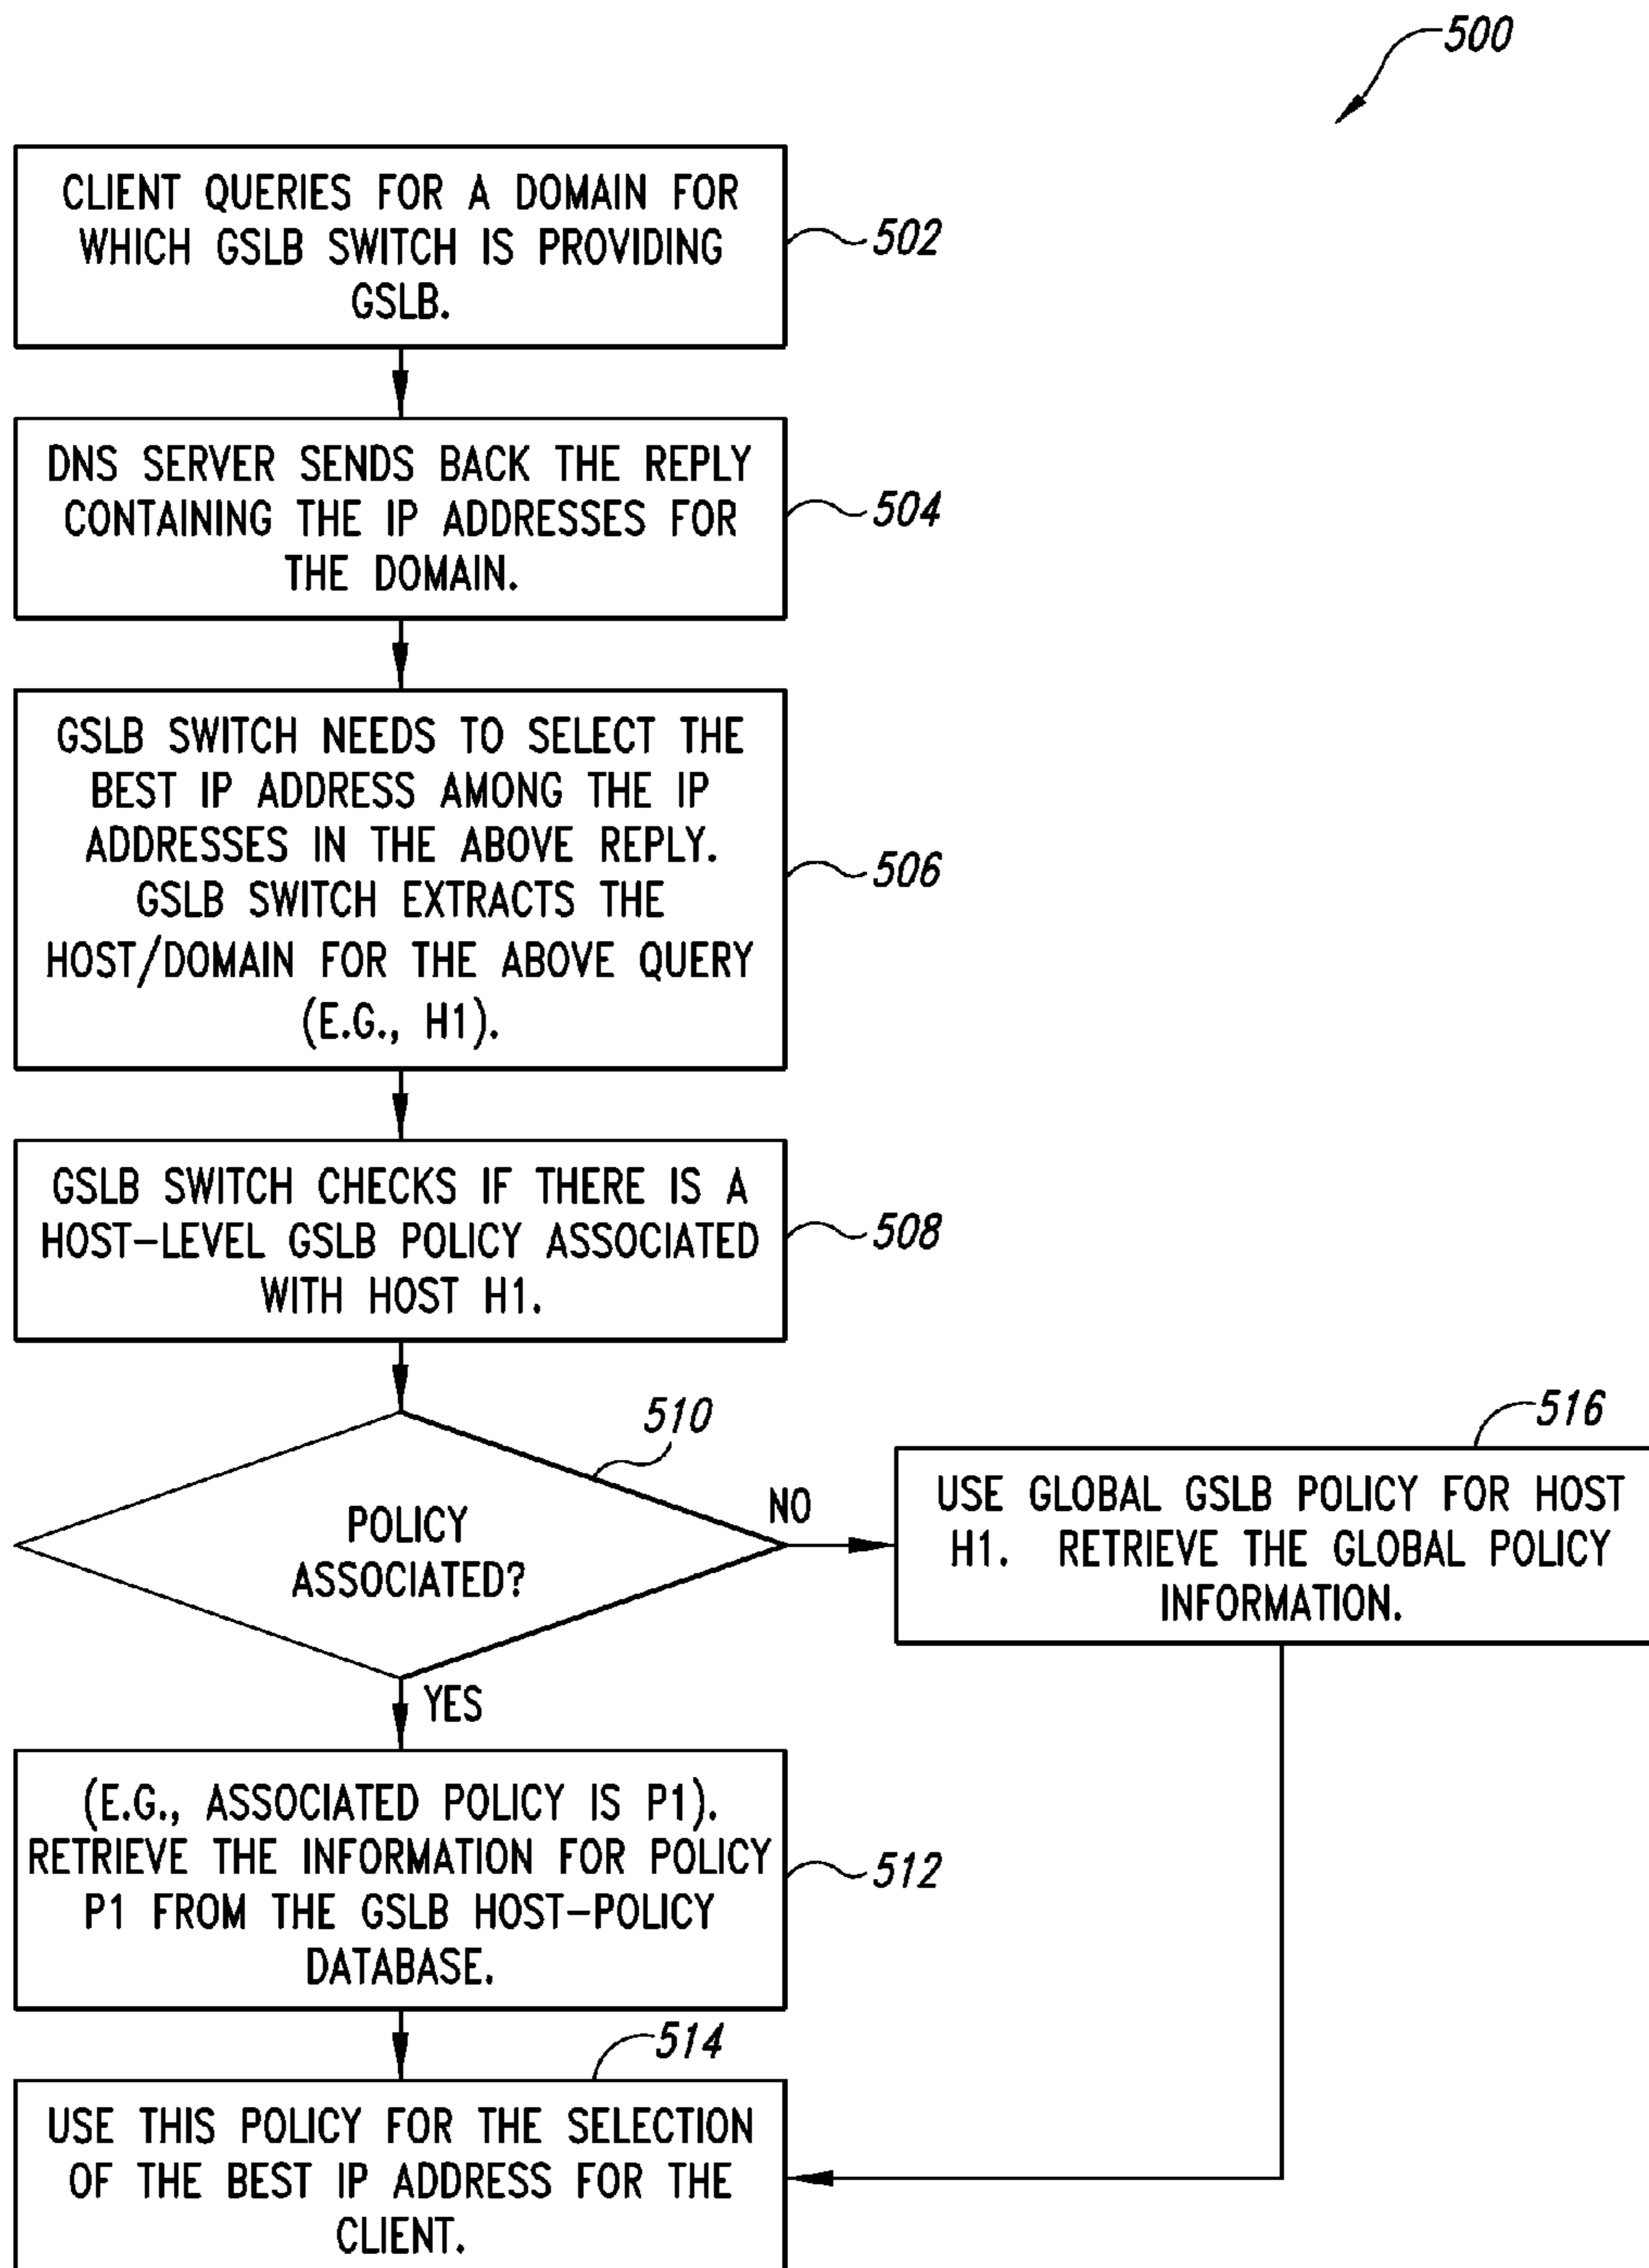 500
CLIENT QUERIES FOR A DOMAIN FOR
WHICH GSLB SWITCH IS PROVIDING
GSLB.
502
DNS SERVER SENDS BACK THE REPLY
CONTAINING THE IP ADDRESSES FOR
THE DOMAIN.
504
GSLB SWITCH NEEDS TO SELECT THE
BEST IP ADDRESS AMONG THE IP
ADDRESSES IN THE ABOVE REPLY.
GSLB SWITCH EXTRACTS THE
HOST/DOMAIN FOR THE ABOVE QUERY
(E.G., H1).
506
GSLB SWITCH CHECKS IF THERE IS A
HOST-LEVEL GSLB POLICY ASSOCIATED
WITH HOST H1.
508
510
POLICY
ASSOCIATED?
NO
516
USE GLOBAL GSLB POLICY FOR HOST
H1. RETRIEVE THE GLOBAL POLICY
INFORMATION.
YES
(E.G., ASSOCIATED POLICY IS P1).
RETRIEVE THE INFORMATION FOR POLICY
P1 FROM THE GSLB HOST-POLICY
DATABASE.
512
514
USE THIS POLICY FOR THE SELECTION
OF THE BEST IP ADDRESS FOR THE
CLIENT.